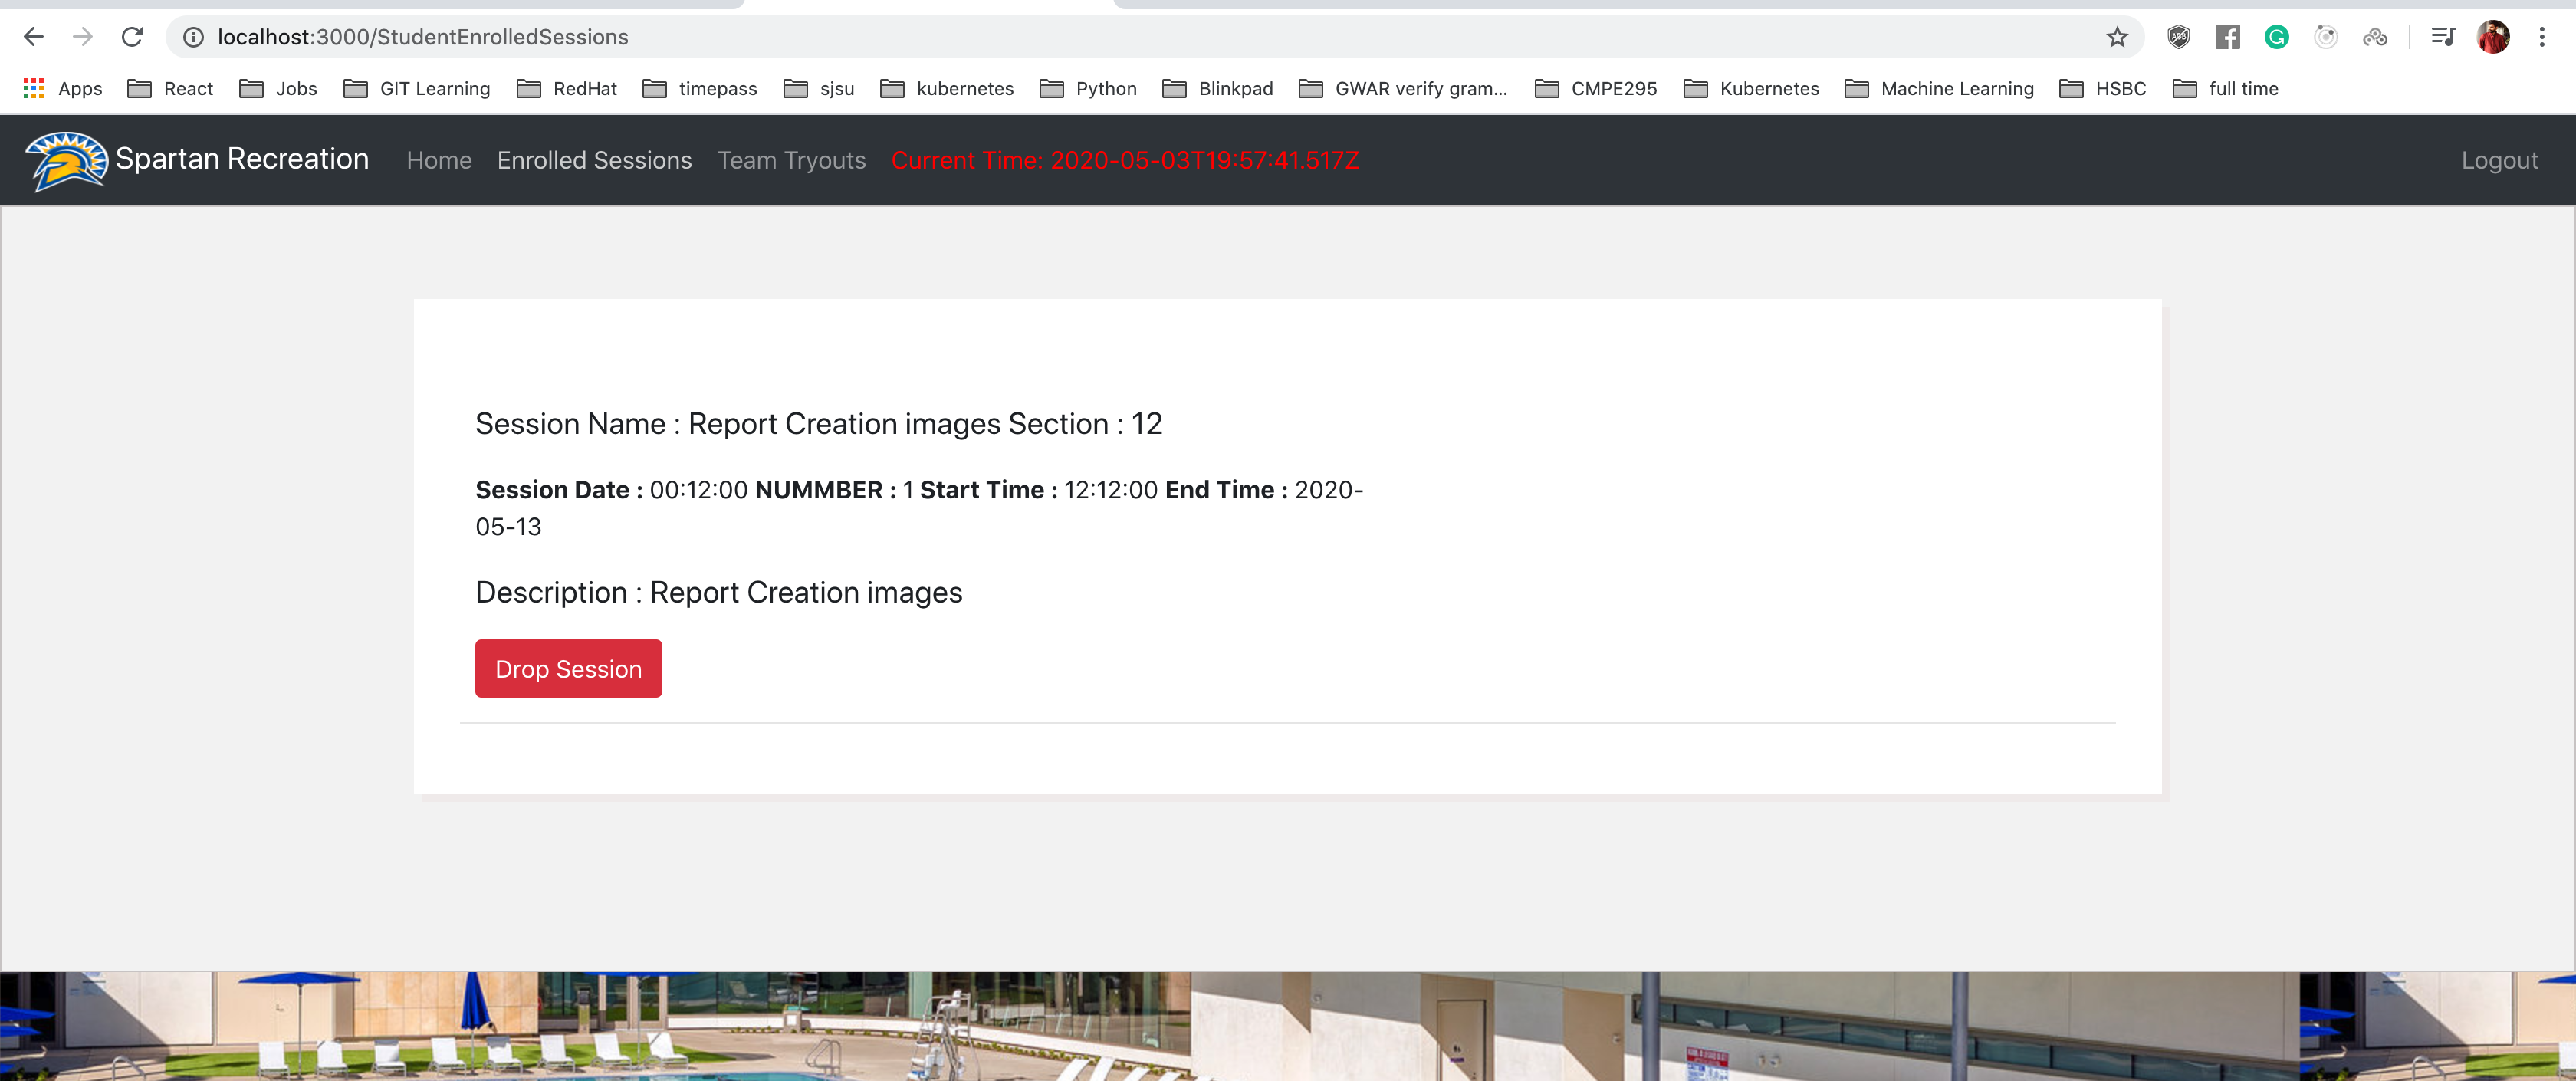 localhost:3000/StudentEnrolledSessions
Apps React Jobs GIT Learning RedHat timepass sjsu kubernetes Python Blinkpad GWAR verify gram... CMPE295 Kubernetes Machine Learning HSBC full time
Spartan Recreation Home Enrolled Sessions Team Tryouts Current Time: 2020-05-03T19:57:41.517Z Logout
Session Name : Report Creation images Section : 12
Session Date : 00:12:00 NUMMBER : 1 Start Time : 12:12:00 End Time : 2020-
05-13
Description : Report Creation images
Drop Session